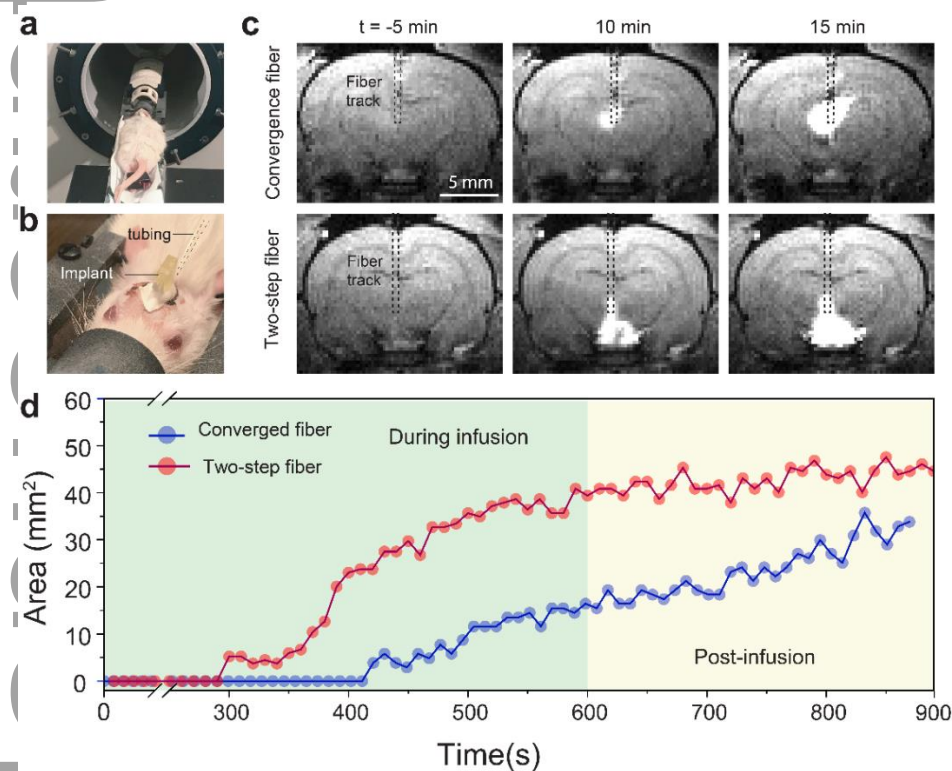 a
b
tubing
Implant
c
t = -5 min
10 min
15 min
Convergence fiber
Fiber
track
5 mm
Two-step fiber
Fiber
track
d
Area (mm²)
60
50
40
30
20
10
0
Converged fiber
Two-step fiber
During infusion
Post-infusion
0
300
400
500
600
700
800
900
Time(s)